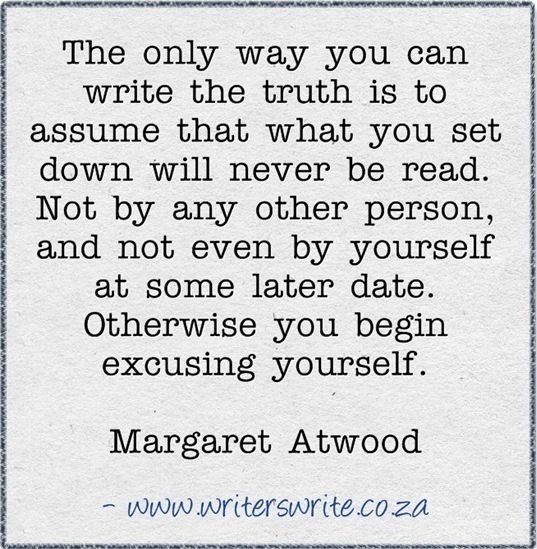 The only way you can
write the truth is to
assume that what you set
down will never be read.
Not by any other person,
and not even by yourself
at some later date.
Otherwise you begin
excusing yourself.
Margaret Atwood
- www.writerswrite.co.za